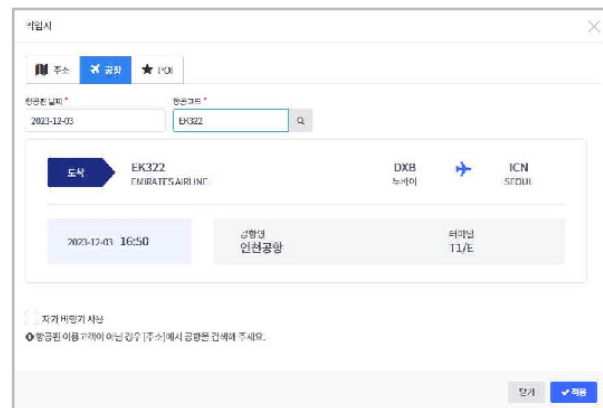 픽업지
주소 공항 POI
항공편 날짜 * 항공코드 *
2023-12-03 EK322
도착 EK322 DXB ICN
EMIRATES AIRLINE 두바이 SEOUL
2023-12-03 16:50 공항명 터미널
인천공항 T1/E
자가 비행기 사용
항공편 이용고객이 아닌 경우 [주소]에서 공항을 검색해 주세요.
닫기 적용